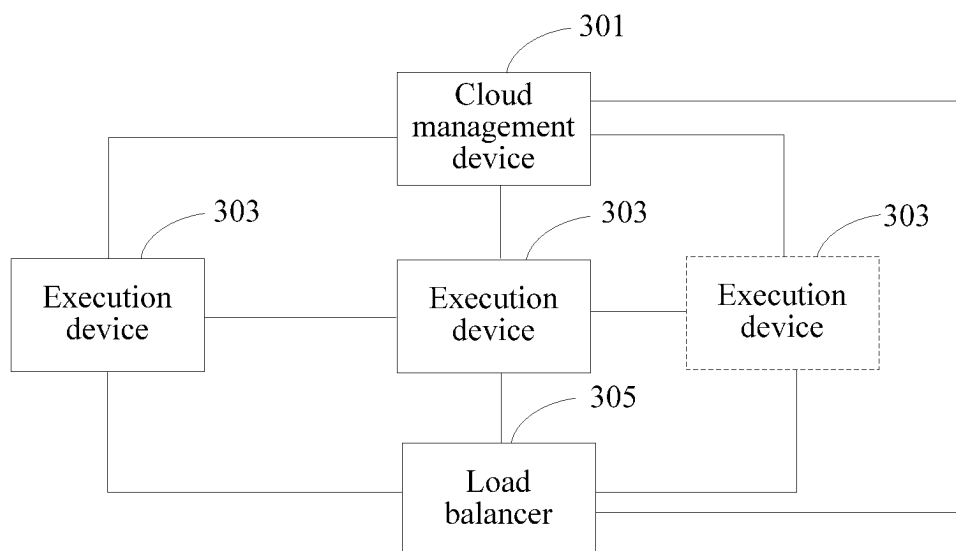 301
Cloud
management
device
303
303
303
Execution
device
Execution
device
Execution
device
305
Load
balancer